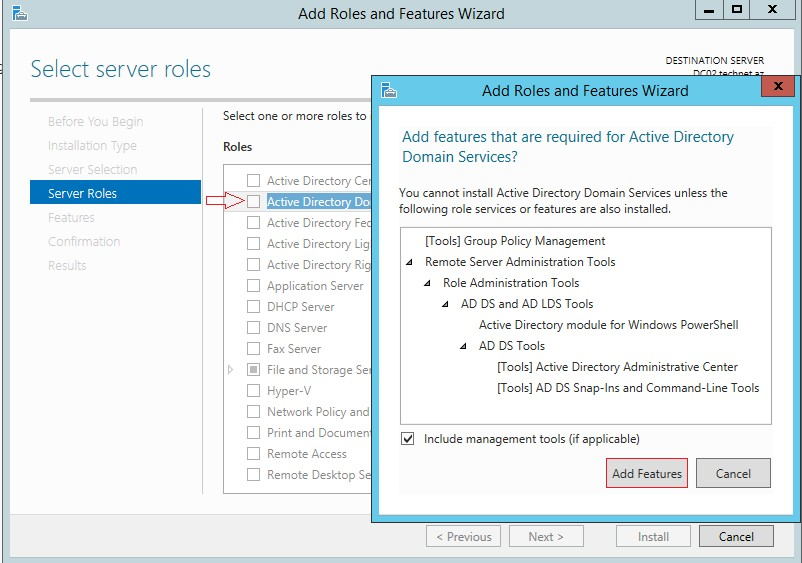 Add Roles and Features Wizard
Select server roles
DESTINATION SERVER
DC02.technet.az
Before You Begin
Installation Type
Server Selection
Server Roles
Features
Confirmation
Results
Select one or more roles to
Roles
Active Directory Cer
Active Directory Do
Active Directory Fed
Active Directory Lig
Active Directory Rig
Application Server
DHCP Server
DNS Server
Fax Server
File and Storage Se
Hyper-V
Network Policy and
Print and Document
Remote Access
Remote Desktop Se
Add Roles and Features Wizard
Add features that are required for Active Directory
Domain Services?
You cannot install Active Directory Domain Services unless the
following role services or features are also installed.
[Tools] Group Policy Management
Remote Server Administration Tools
Role Administration Tools
AD DS and AD LDS Tools
Active Directory module for Windows PowerShell
AD DS Tools
[Tools] Active Directory Administrative Center
[Tools] AD DS Snap-Ins and Command-Line Tools
Include management tools (if applicable)
Add Features
Cancel
< Previous
Next >
Install
Cancel